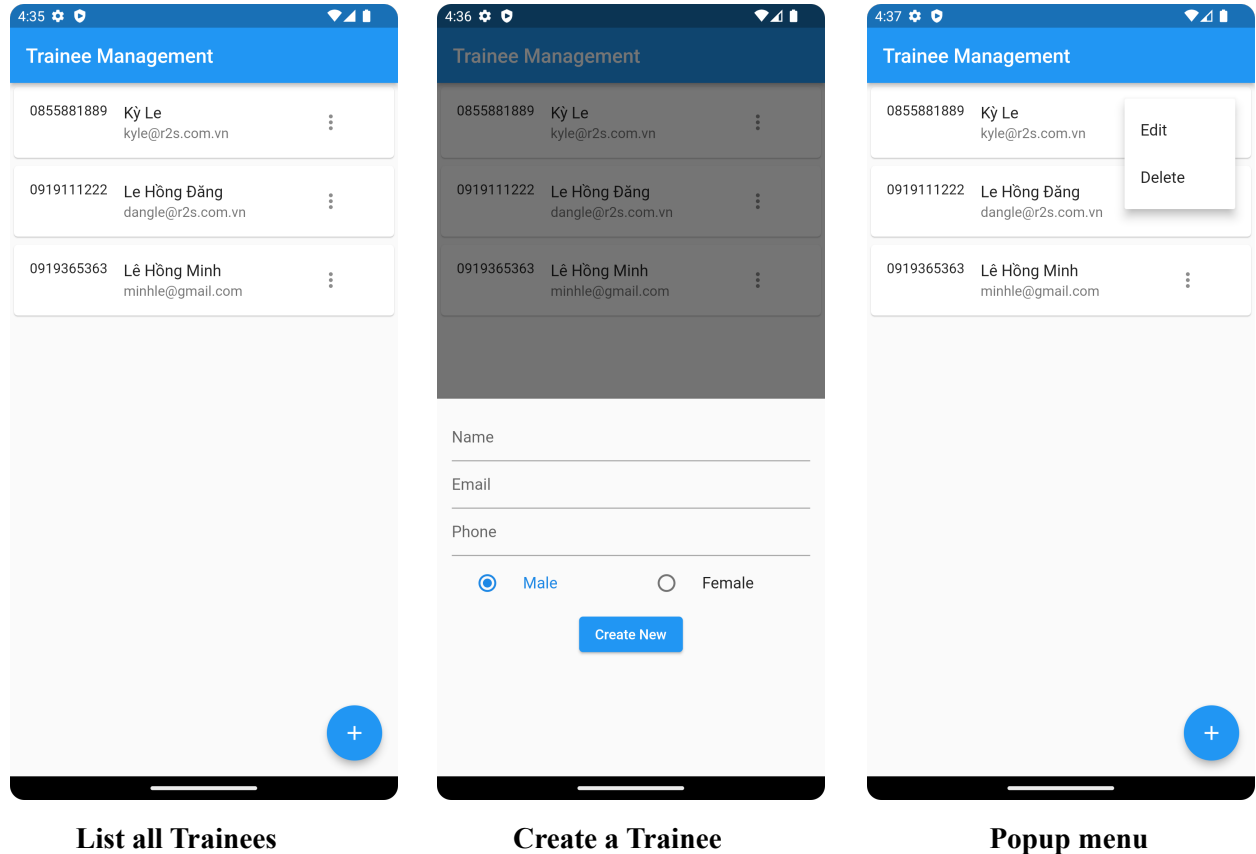 4:35
Trainee Management
0855881889
Kỳ Le
kyle@r2s.com.vn
0919111222
Le Hồng Đăng
dangle@r2s.com.vn
0919365363
Lê Hồng Minh
minhle@gmail.com
List all Trainees
4:36
Trainee Management
0855881889
Kỳ Le
kyle@r2s.com.vn
0919111222
Le Hồng Đăng
dangle@r2s.com.vn
0919365363
Lê Hồng Minh
minhle@gmail.com
Name
Email
Phone
Male Female
Create New
Create a Trainee
4:37
Trainee Management
0855881889
Kỳ Le
kyle@r2s.com.vn
Edit
Delete
0919111222
Le Hồng Đăng
dangle@r2s.com.vn
0919365363
Lê Hồng Minh
minhle@gmail.com
Popup menu